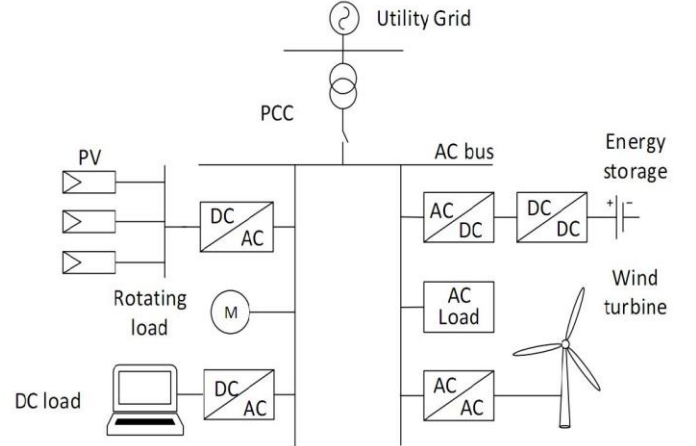 Utility Grid
PCC
AC bus
PV
Energy
storage
DC
AC
AC
DC
DC
DC
+ −
Rotating
load
M
AC
Load
Wind
turbine
DC load
DC
AC
AC
AC